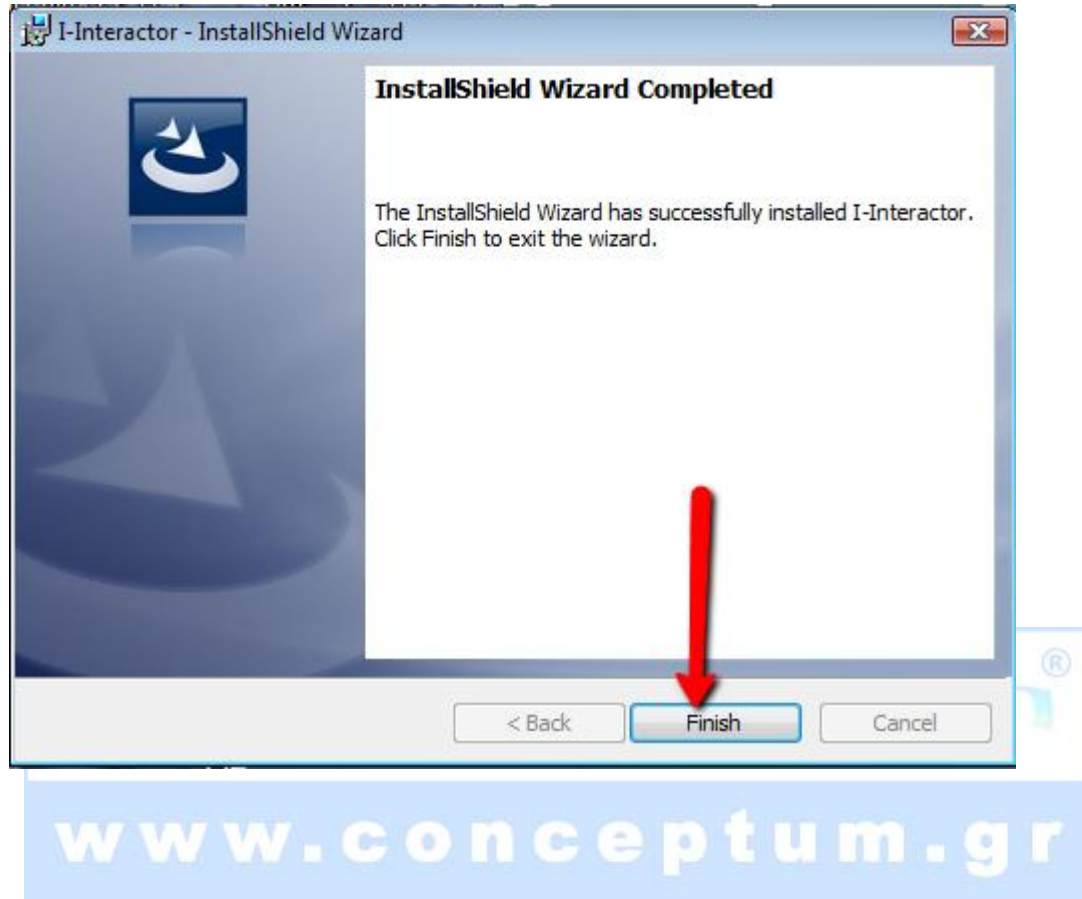 I-Interactor - InstallShield Wizard
InstallShield Wizard Completed
The InstallShield Wizard has successfully installed I-Interactor.
Click Finish to exit the wizard.
< Back
Finish
Cancel
®
www.conceptum.gr